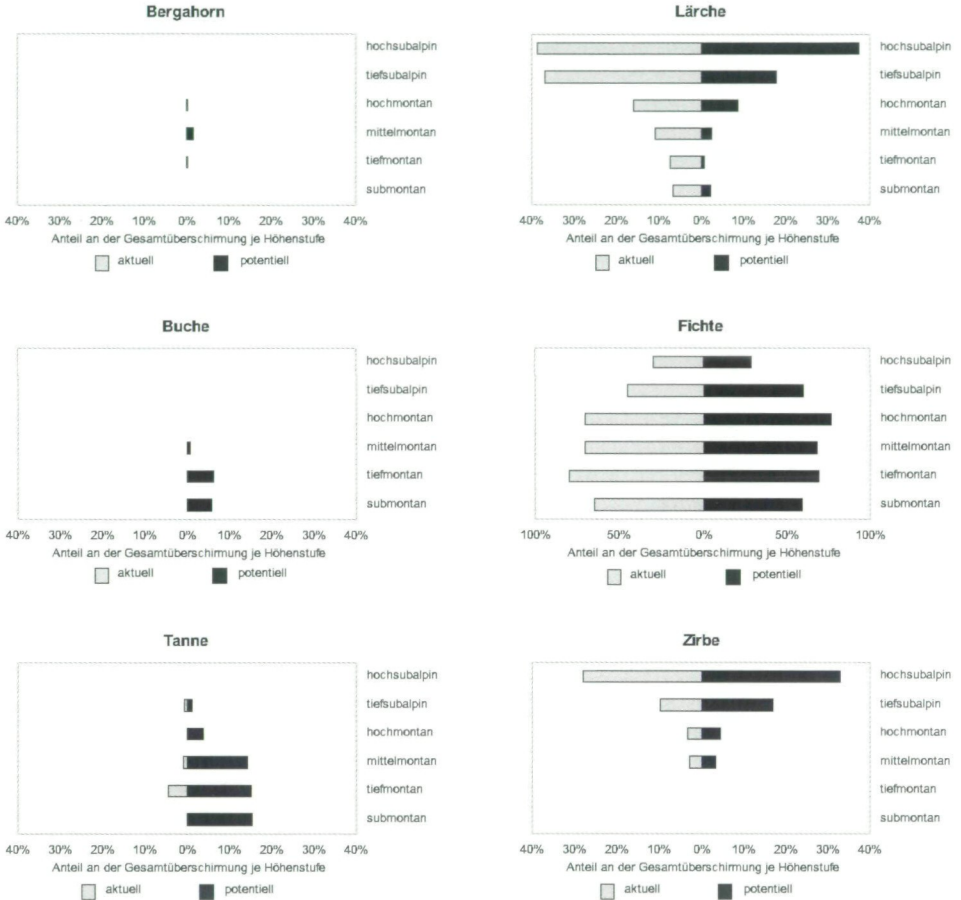 Bergahorn
hochsubalpin
tiefsubalpin
hochmontan
mittelmontan
tiefmontan
submontan
40% 30% 20% 10% 0% 10% 20% 30% 40%
Anteil an der Gesamtüberschirmung je Höhenstufe
aktuell potentiell
Lärche
hochsubalpin
tiefsubalpin
hochmontan
mittelmontan
tiefmontan
submontan
40% 30% 20% 10% 0% 10% 20% 30% 40%
Anteil an der Gesamtüberschirmung je Höhenstufe
aktuell potentiell
Buche
hochsubalpin
tiefsubalpin
hochmontan
mittelmontan
tiefmontan
submontan
40% 30% 20% 10% 0% 10% 20% 30% 40%
Anteil an der Gesamtüberschirmung je Höhenstufe
aktuell potentiell
Fichte
hochsubalpin
tiefsubalpin
hochmontan
mittelmontan
tiefmontan
submontan
100% 50% 0% 50% 100%
Anteil an der Gesamtüberschirmung je Höhenstufe
aktuell potentiell
Tanne
hochsubalpin
tiefsubalpin
hochmontan
mittelmontan
tiefmontan
submontan
40% 30% 20% 10% 0% 10% 20% 30% 40%
Anteil an der Gesamtüberschirmung je Höhenstufe
aktuell potentiell
Zirbe
hochsubalpin
tiefsubalpin
hochmontan
mittelmontan
tiefmontan
submontan
40% 30% 20% 10% 0% 10% 20% 30% 40%
Anteil an der Gesamtüberschirmung je Höhenstufe
aktuell potentiell